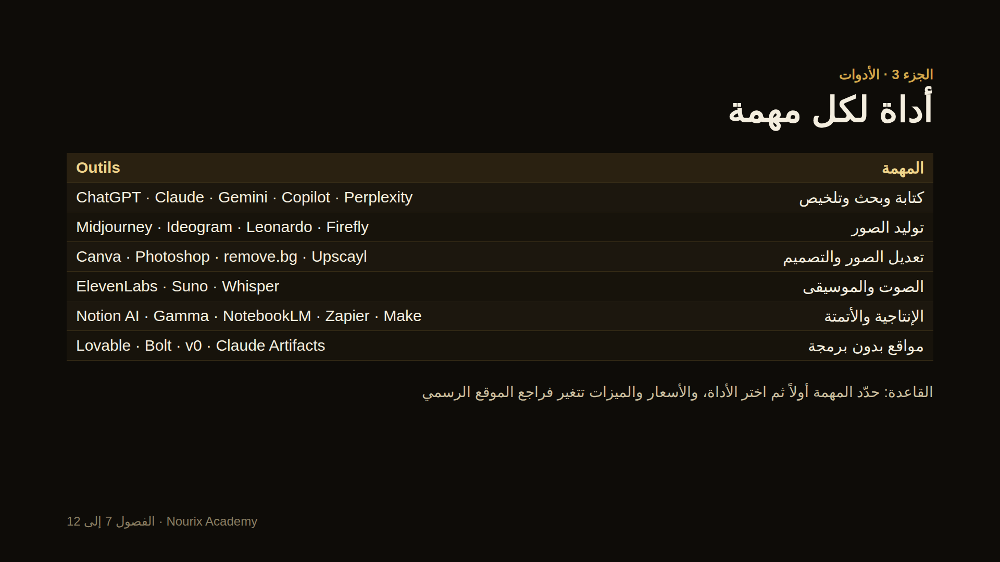 الجزء 3 · الأدوات
أداة لكل مهمة
المهمة Outils
كتابة وبحث وتلخيص ChatGPT · Claude · Gemini · Copilot · Perplexity
توليد الصور Midjourney · Ideogram · Leonardo · Firefly
تعديل الصور والتصميم Canva · Photoshop · remove.bg · Upscayl
الصوت والموسيقى ElevenLabs · Suno · Whisper
الإنتاجية والأتمتة Notion AI · Gamma · NotebookLM · Zapier · Make
مواقع بدون برمجة Lovable · Bolt · v0 · Claude Artifacts
القاعدة: حدّد المهمة أولاً ثم اختر الأداة، والأسعار والميزات تتغير فراجع الموقع الرسمي
Nourix Academy · الفصول 7 إلى 12